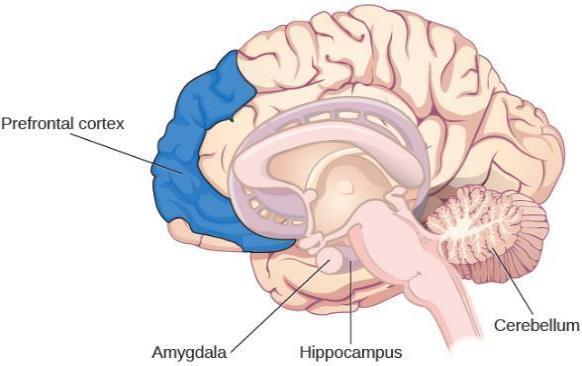 Prefrontal cortex
Cerebellum
Amygdala
Hippocampus